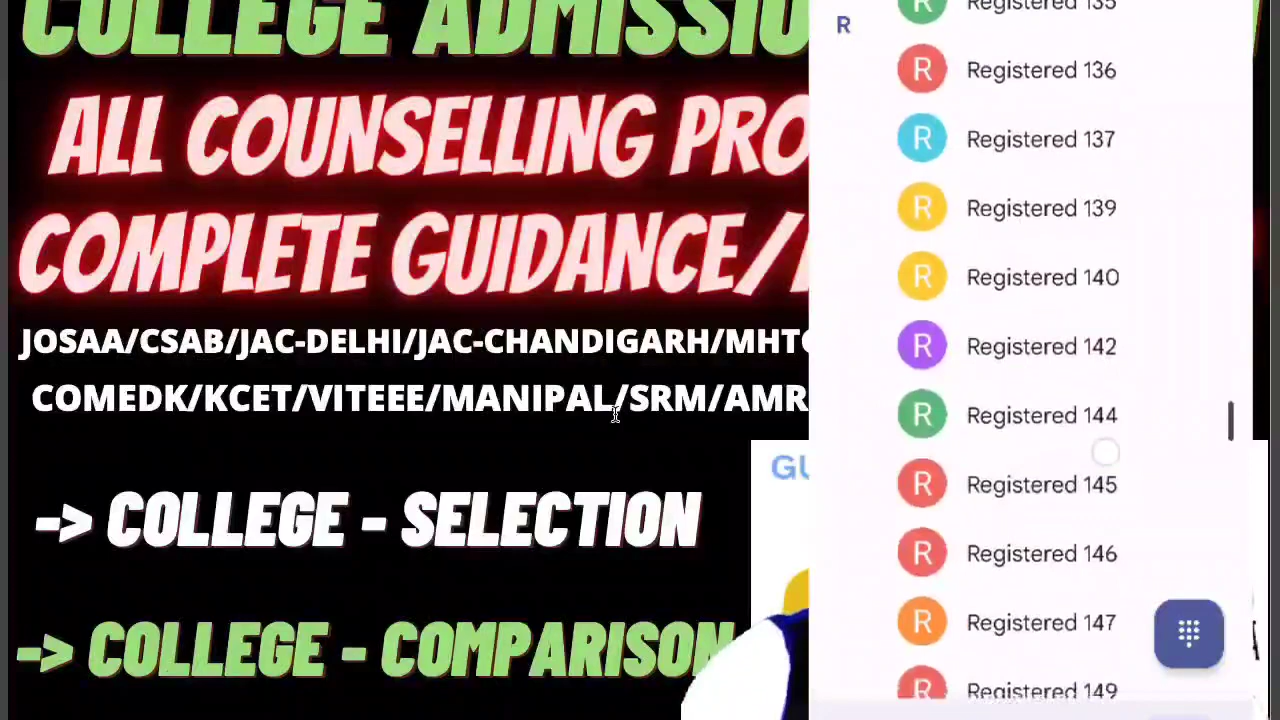 COLLEGE ADMISSIO
ALL COUNSELLING PRO
COMPLETE GUIDANCE/
JOSAA/CSAB/JAC-DELHI/JAC-CHANDIGARH/MHT
COMEDK/KCET/VITEEE/MANIPAL/SRM/AMR
-> COLLEGE - SELECTION
-> COLLEGE - COMPARISON
GU
R
R Registered 135
R Registered 136
R Registered 137
R Registered 139
R Registered 140
R Registered 142
R Registered 144
R Registered 145
R Registered 146
R Registered 147
R Registered 149